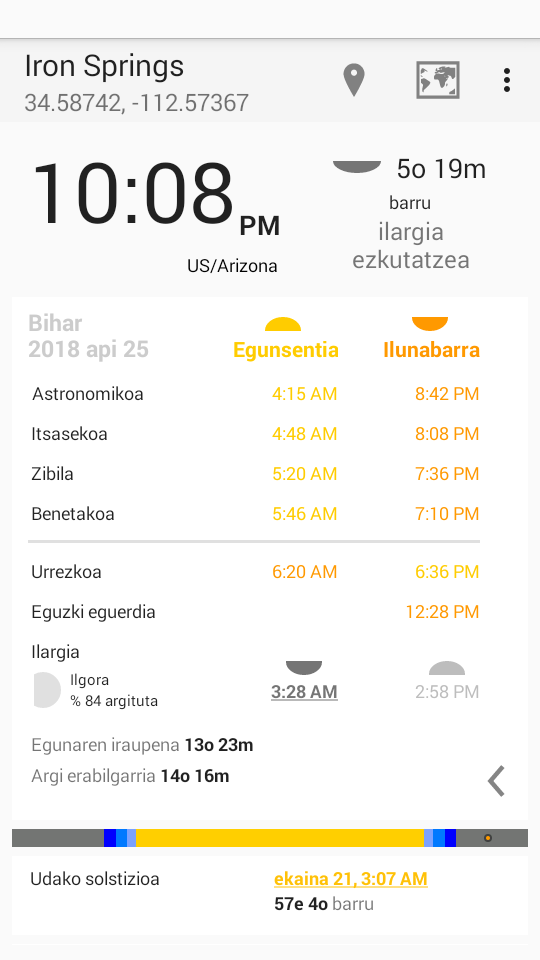 Iron Springs
34.58742, -112.57367
10:08 PM
US/Arizona
5o 19m
barru
ilargia
ezkutatzea
Bihar
2018 api 25
Egunsentia
Ilunabarra
Astronomikoa 4:15 AM 8:42 PM
Itsasekoa 4:48 AM 8:08 PM
Zibila 5:20 AM 7:36 PM
Benetakoa 5:46 AM 7:10 PM
Urrezkoa 6:20 AM 6:36 PM
Eguzki eguerdia 12:28 PM
Ilargia
Ilgora
% 84 argituta
3:28 AM 2:58 PM
Egunaren iraupena 13o 23m
Argi erabilgarria 14o 16m
Udako solstizioa ekaina 21, 3:07 AM
57e 4o barru